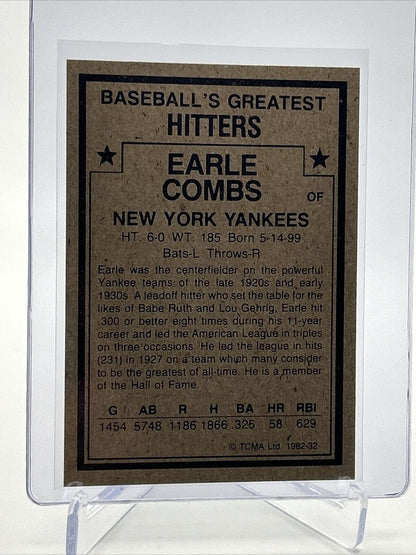 BASEBALL'S GREATEST
HITTERS
EARLE
COMBS
OF
NEW YORK YANKEES
HT. 6-0 WT. 185 Born 5-14-99
Bats-L Throws-R
Earle was the centerfielder on the powerful
Yankee teams of the late 1920s and early
1930s. A leadoff hitter who set the table for the
likes of Babe Ruth and Lou Gehrig, Earle hit
.300 or better eight times during his 11-year
career and led the American League in triples
on three occasions. He led the league in hits
(231) in 1927 on a team which many consider
to be the greatest of all-time. He is a member
of the Hall of Fame.
G AB R H BA HR RBI
1454 5748 1186 1866 .325 58 629
© TCMA Ltd. 1982-32